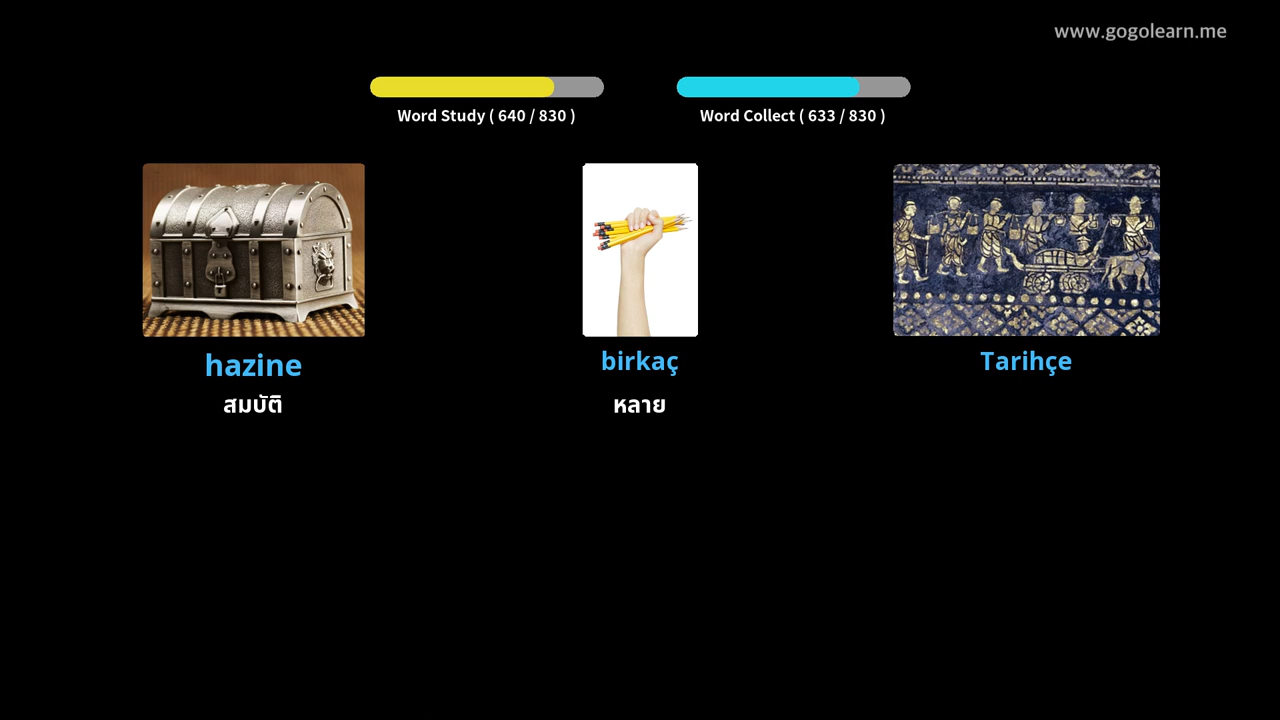 www.gogolearn.me
Word Study ( 640 / 830 )
Word Collect ( 633 / 830 )
hazine
สมบัติ
birkaç
หลาย
Tarihçe